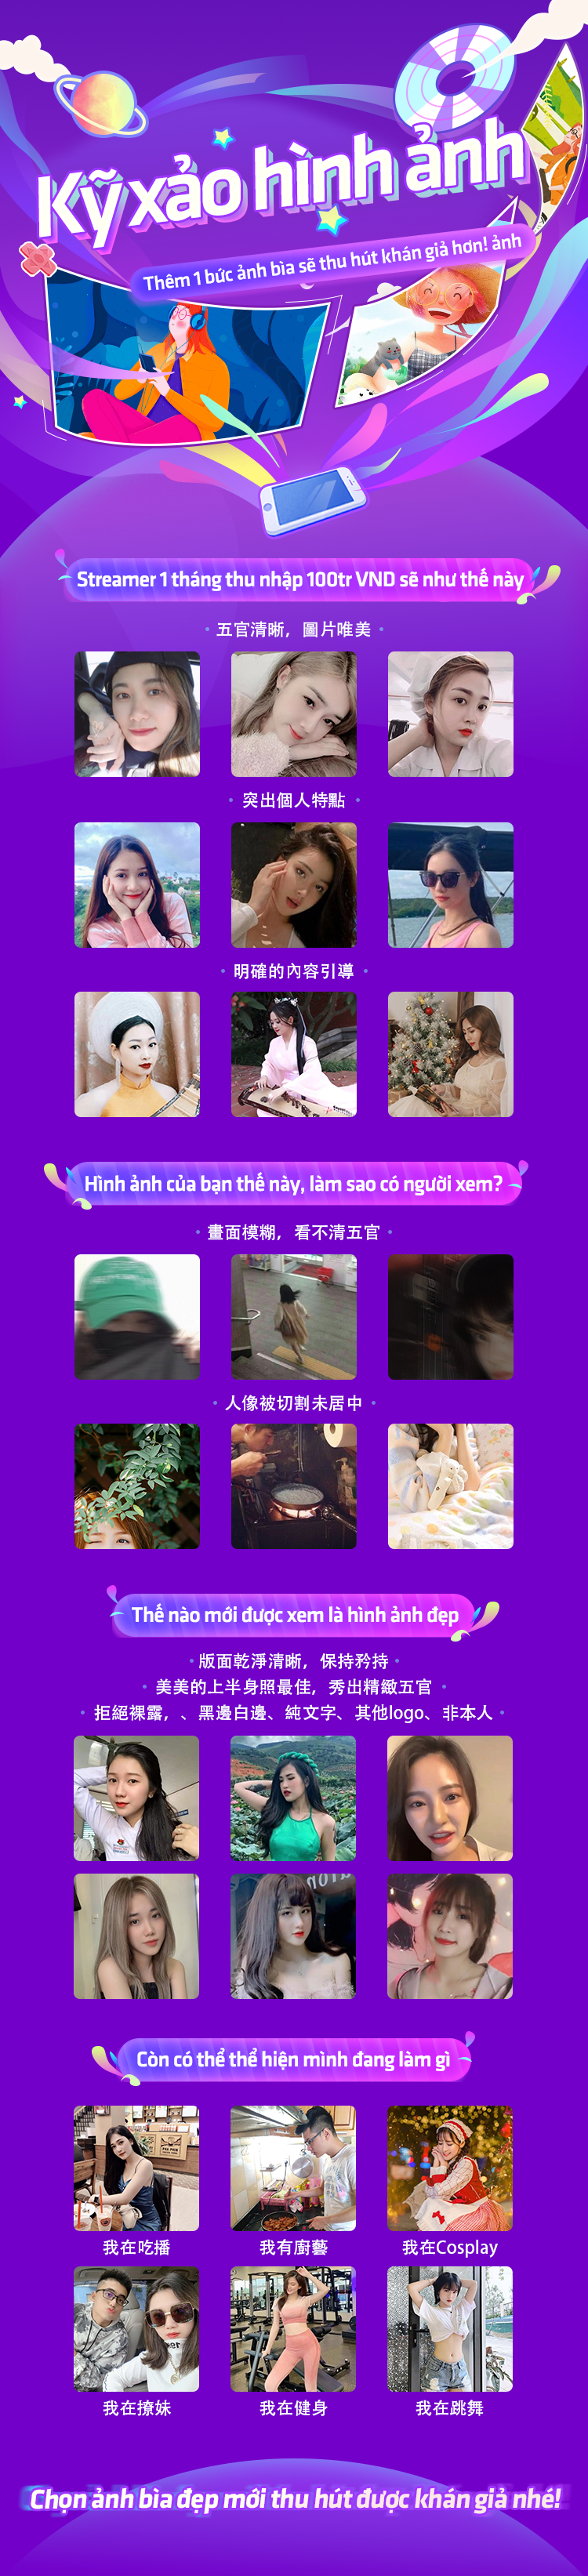 Kỹ xảo hình ảnh
Thêm 1 bức ảnh bìa sẽ thu hút khán giả hơn! ảnh
Streamer 1 tháng thu nhập 100tr VND sẽ như thế này
五官清晰，圖片唯美
突出個人特點
明確的內容引導
Hình ảnh của bạn thế này, làm sao có người xem?
畫面模糊，看不清五官
人像被切割未居中
Thế nào mới được xem là hình ảnh đẹp
版面乾淨清晰，保持矜持
美美的上半身照最佳，秀出精緻五官
拒絕裸露，、黑邊白邊、純文字、其他logo、非本人
Còn có thể thể hiện mình đang làm gì
我在吃播
我有廚藝
我在Cosplay
我在撩妹
我在健身
我在跳舞
Chọn ảnh bìa đẹp mới thu hút được khán giả nhé!